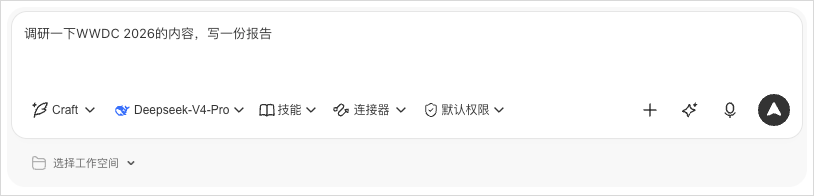 调研一下WWDC 2026的内容，写一份报告
Craft Deepseek-V4-Pro 技能 连接器 默认权限
选择工作空间